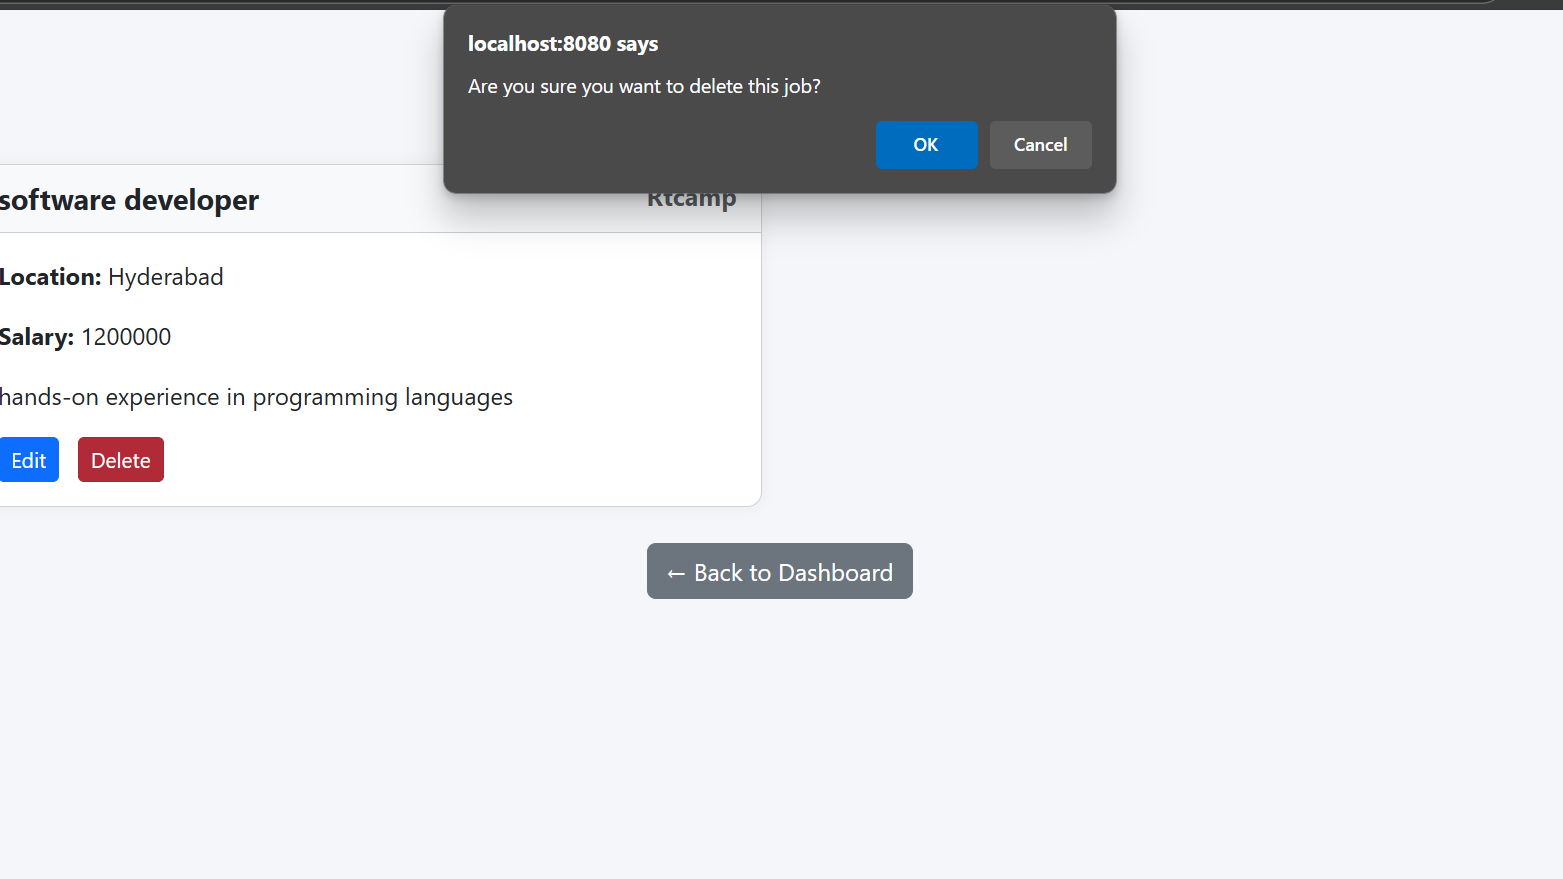 localhost:8080 says
Are you sure you want to delete this job?
OK Cancel
software developer Rtcamp
Location: Hyderabad
Salary: 1200000
hands-on experience in programming languages
Edit Delete
← Back to Dashboard